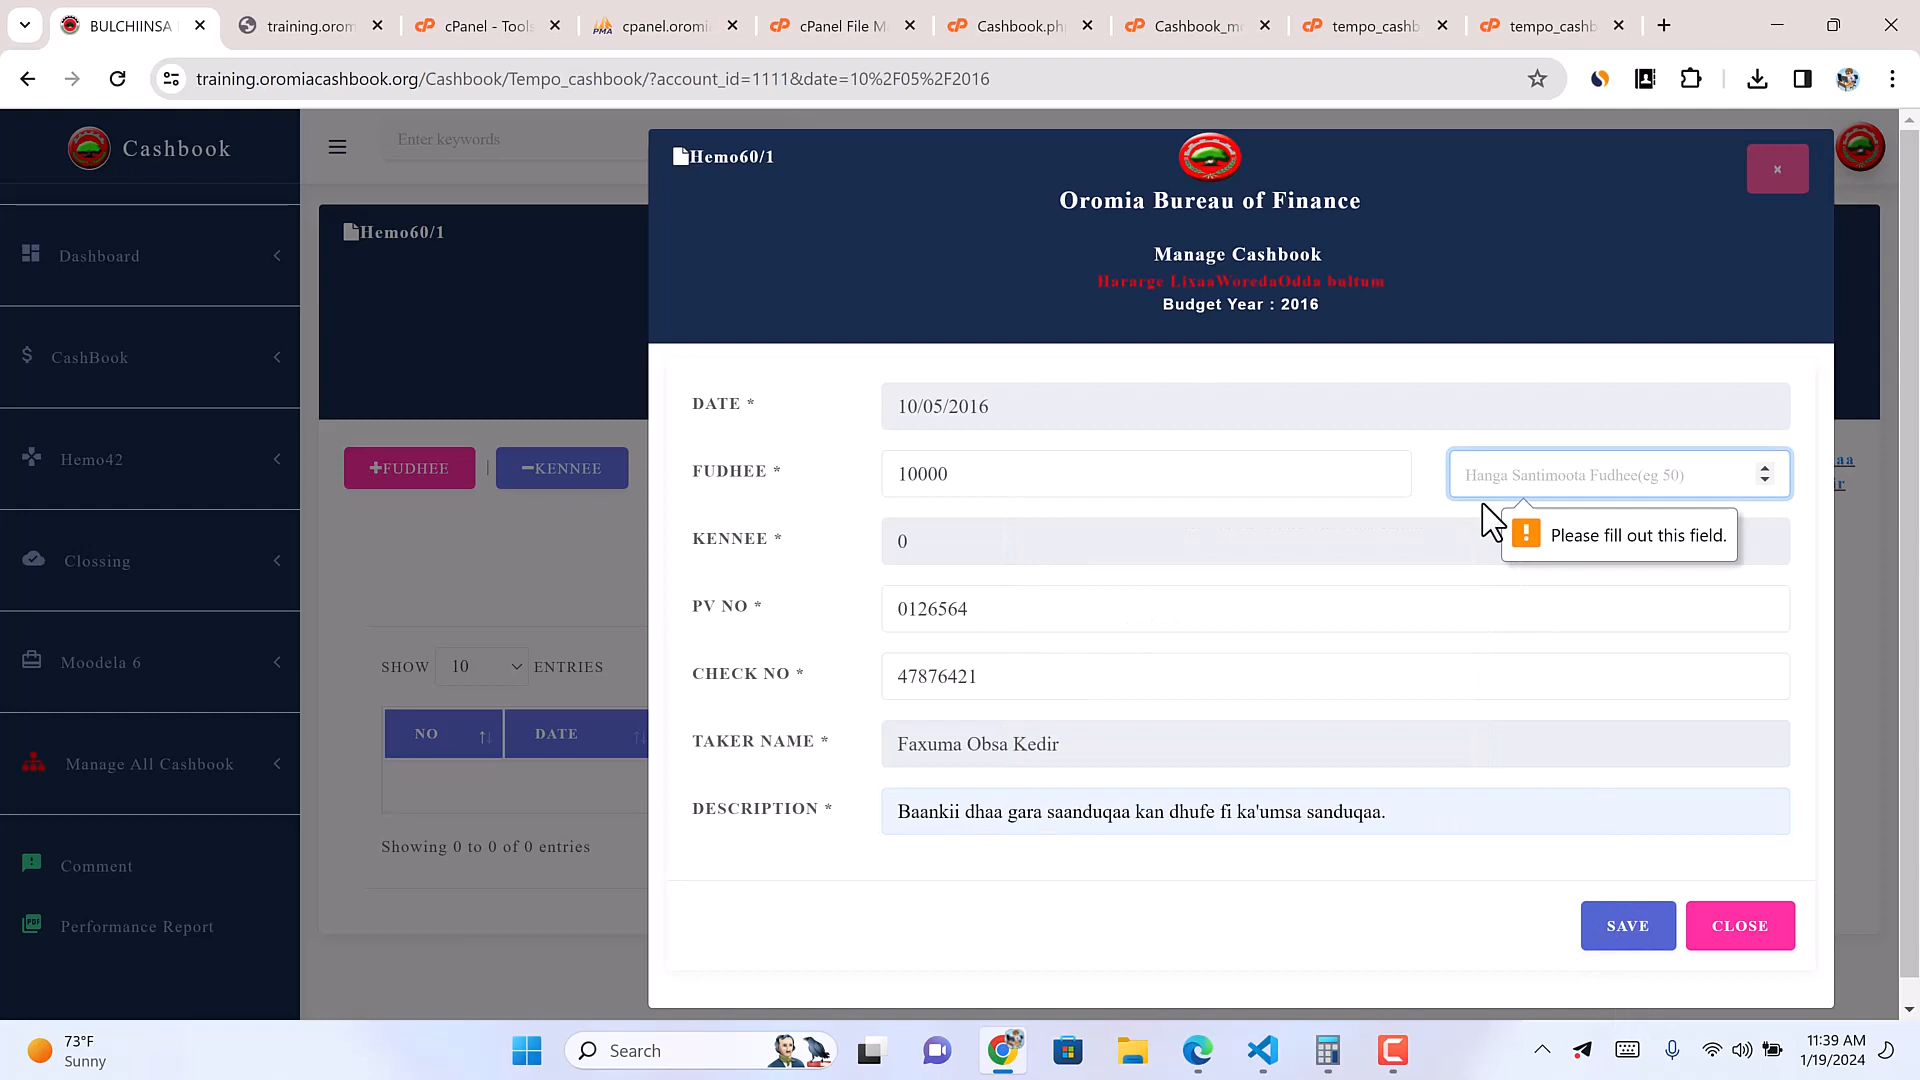 BULCHIINSA
training.orom
cPanel - Tools
cpanel.oromi
cPanel File M
Cashbook.ph
Cashbook_m
tempo_cashb
tempo_cashb
training.oromiacashbook.org/Cashbook/Tempo_cashbook/?account_id=1111&date=10%2F05%2F2016
Cashbook
Enter keywords
Hemo60/1
Oromia Bureau of Finance
Manage Cashbook
Hararge LixaaWoredaOdda bultum
Budget Year : 2016
Hemo60/1
Dashboard
CashBook
Hemo42
Clossing
Moodela 6
Manage All Cashbook
Comment
Performance Report
FUDHEE | KENNEE
SHOW 10 ENTRIES
NO DATE
Showing 0 to 0 of 0 entries
DATE * 10/05/2016
FUDHEE * 10000 Hanga Santimoota Fudhee(eg 50)
Please fill out this field.
KENNEE * 0
PV NO * 0126564
CHECK NO * 47876421
TAKER NAME * Faxuma Obsa Kedir
DESCRIPTION * Baankii dhaa gara saanduqaa kan dhufe fi ka'umsa sanduqaa.
SAVE CLOSE
73°F
Sunny
Search
11:39 AM
1/19/2024